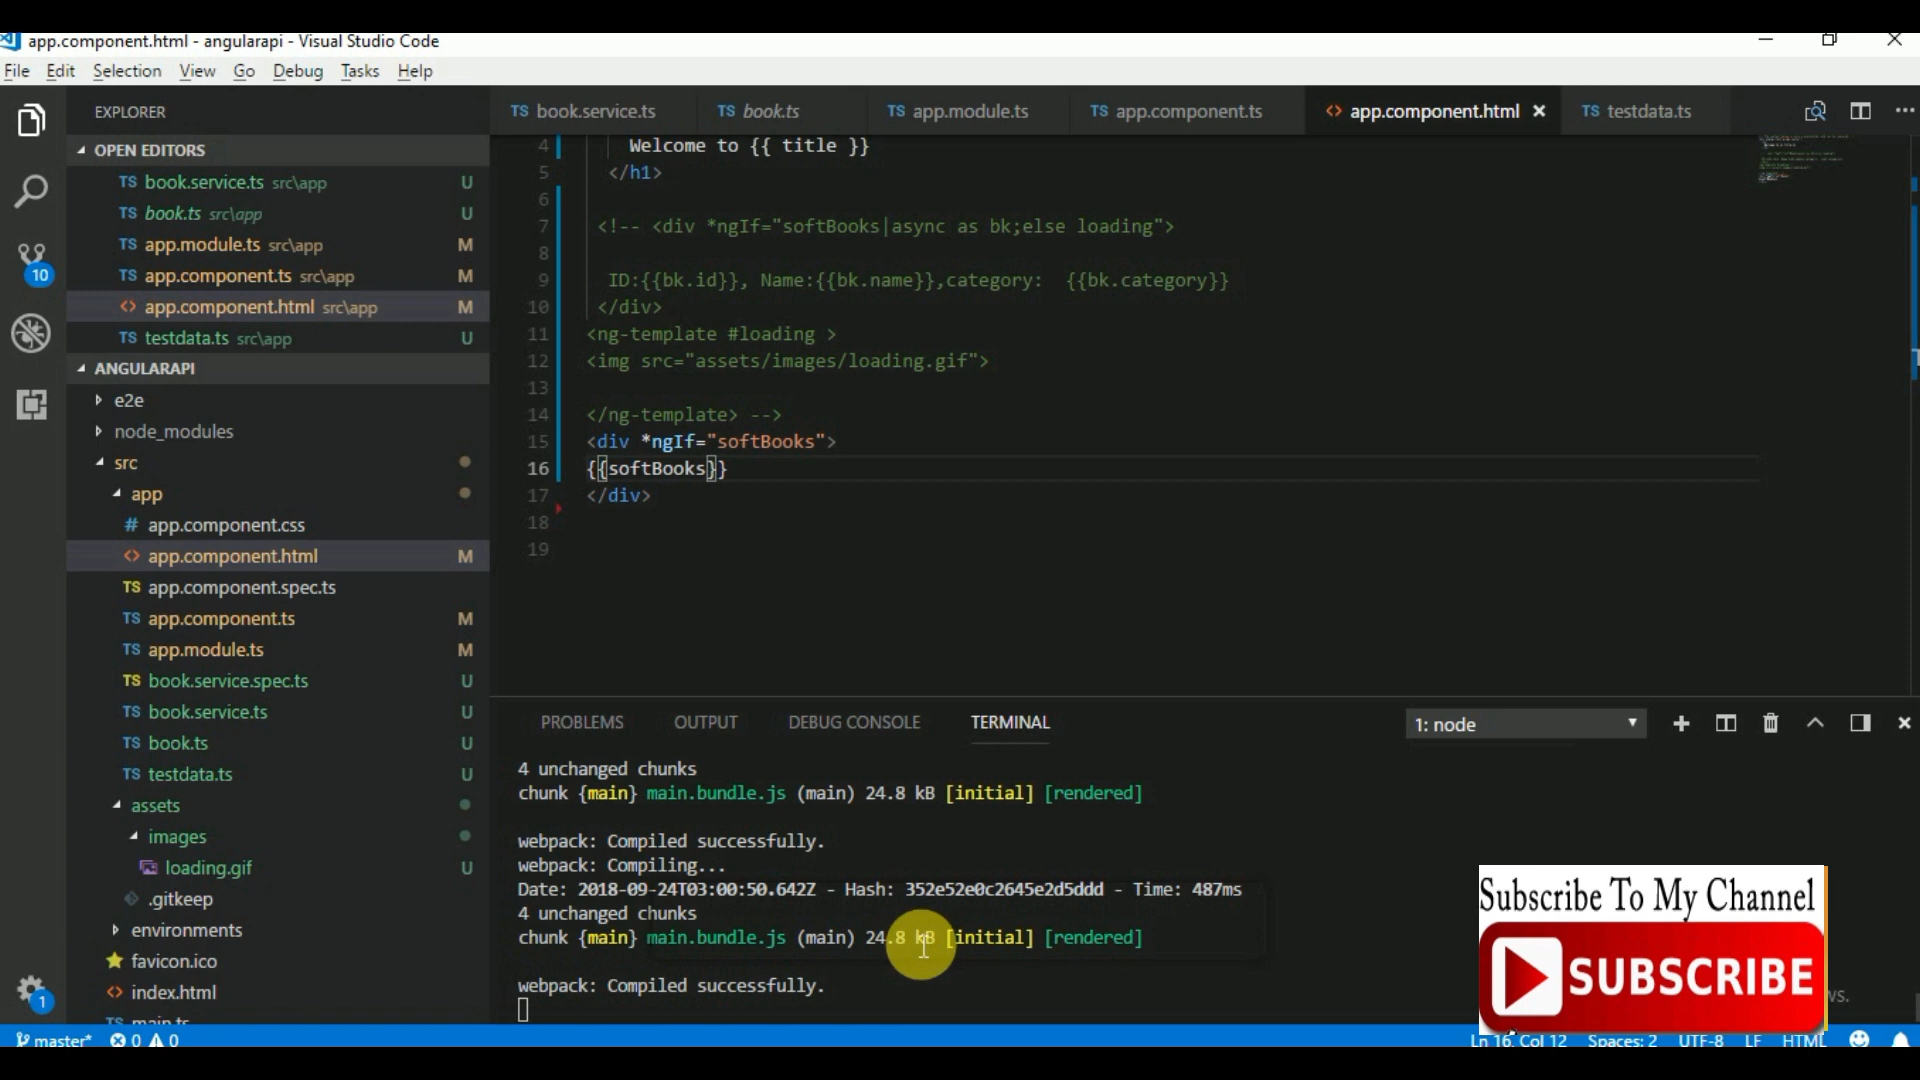 app.component.html - angularapi - Visual Studio Code
File Edit Selection View Go Debug Tasks Help
EXPLORER
OPEN EDITORS
TS book.service.ts src\app U
TS book.ts src\app U
TS app.module.ts src\app M
TS app.component.ts src\app M
<> app.component.html src\app M
TS testdata.ts src\app U
ANGULARAPI
e2e
node_modules
src
app
# app.component.css
<> app.component.html M
TS app.component.spec.ts
TS app.component.ts M
TS app.module.ts M
TS book.service.spec.ts U
TS book.service.ts U
TS book.ts U
TS testdata.ts U
assets
images
loading.gif U
.gitkeep
environments
favicon.ico
<> index.html
TS main.ts
10
1
TS book.service.ts TS book.ts TS app.module.ts TS app.component.ts <> app.component.html TS testdata.ts
4 Welcome to {{ title }}
5 </h1>
6
7 <!-- <div *ngIf="softBooks|async as bk;else loading">
8
9 ID:{{bk.id}}, Name:{{bk.name}},category: {{bk.category}}
10 </div>
11 <ng-template #loading >
12 <img src="assets/images/loading.gif">
13
14 </ng-template> -->
15 <div *ngIf="softBooks">
16 {{softBooks}}
17 </div>
18
19
PROBLEMS OUTPUT DEBUG CONSOLE TERMINAL 1: node
4 unchanged chunks
chunk {main} main.bundle.js (main) 24.8 kB [initial] [rendered]
webpack: Compiled successfully.
webpack: Compiling...
Date: 2018-09-24T03:00:50.642Z - Hash: 352e52e0c2645e2d5ddd - Time: 487ms
4 unchanged chunks
chunk {main} main.bundle.js (main) 24.8 kB [initial] [rendered]
webpack: Compiled successfully.
Subscribe To My Channel
SUBSCRIBE
master* 0 0 Ln 16, Col 12 Spaces: 2 UTF-8 LF HTML